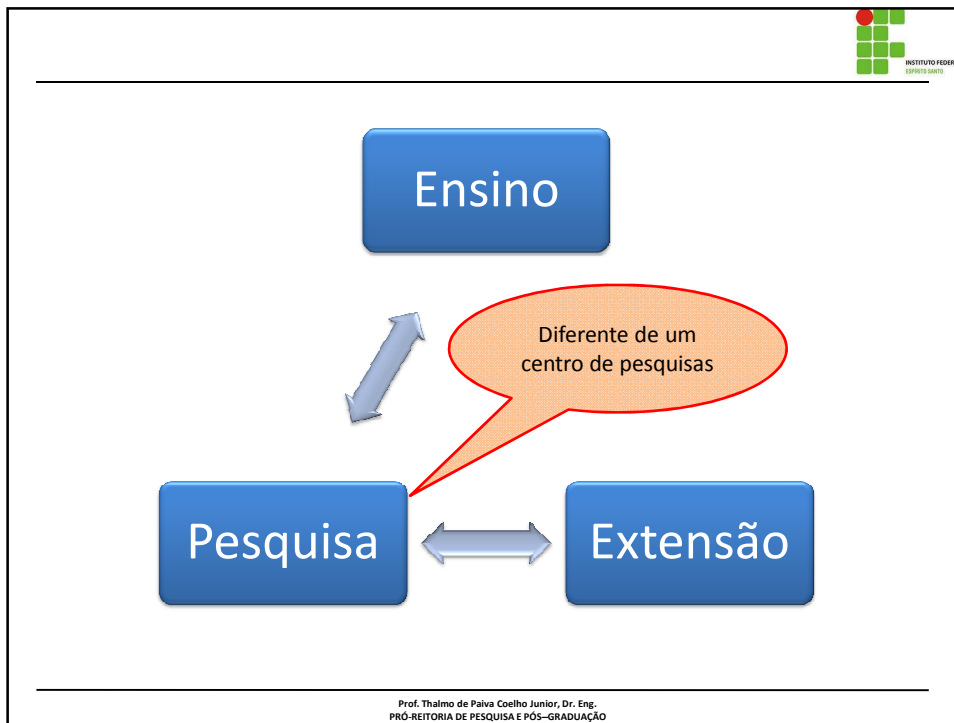 INSTITUTO FEDER
ESPÍRITO SANTO
Ensino
Diferente de um
centro de pesquisas
Pesquisa
Extensão
Prof. Thalmo de Paiva Coelho Junior, Dr. Eng.
PRÓ-REITORIA DE PESQUISA E PÓS–GRADUAÇÃO